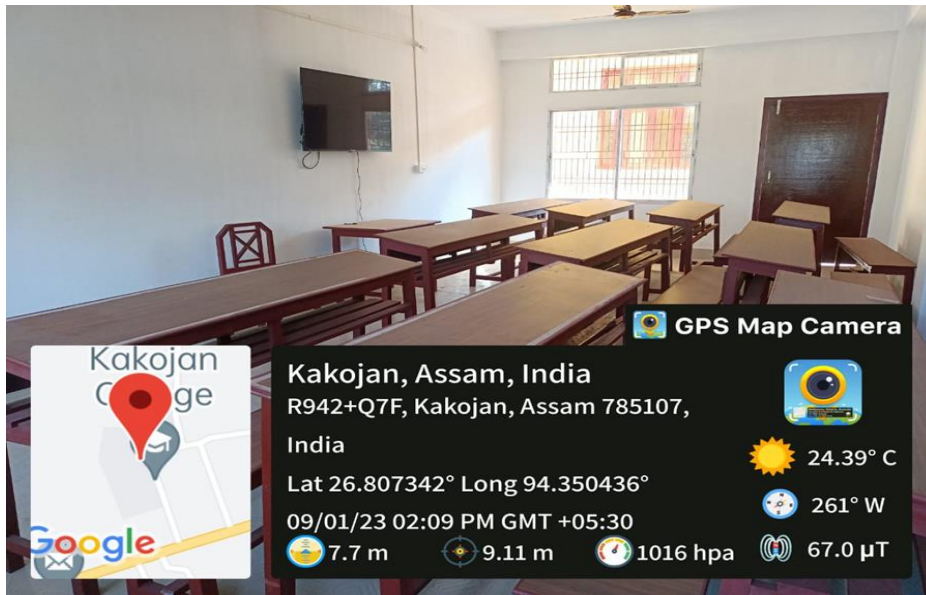 GPS Map Camera
Kakojan
College
Google
Kakojan, Assam, India
R942+Q7F, Kakojan, Assam 785107,
India
Lat 26.807342° Long 94.350436°
09/01/23 02:09 PM GMT +05:30
24.39° C
261° W
7.7 m 9.11 m 1016 hpa 67.0 µT